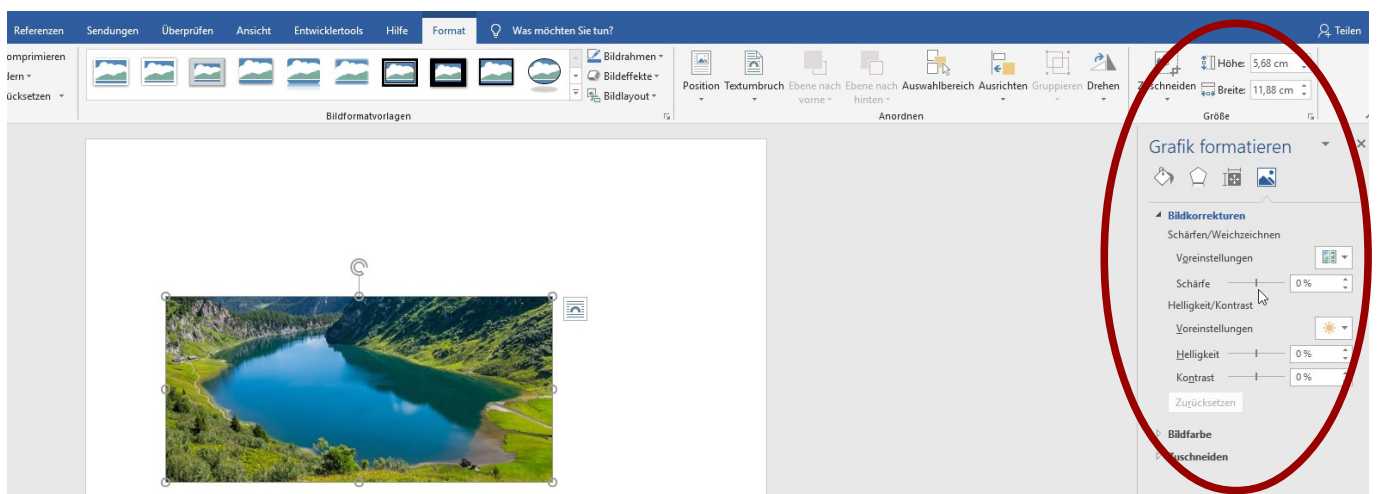 Referenzen Sendungen Überprüfen Ansicht Entwicklertools Hilfe Format Was möchten Sie tun? Teilen
omprimieren
dern
ücksetzen
Bildrahmen
Bildeffekte
Bildlayout
Bildformatvorlagen
Position Textumbruch Ebene nach vorne Ebene nach hinten Auswahlbereich Ausrichten Gruppieren Drehen
Anordnen
Zuschneiden
Höhe: 5,68 cm
Breite: 11,88 cm
Größe
Grafik formatieren
Bildkorrekturen
Schärfen/Weichzeichnen
Voreinstellungen
Schärfe 0 %
Helligkeit/Kontrast
Voreinstellungen
Helligkeit 0 %
Kontrast 0 %
Zurücksetzen
Bildfarbe
Zuschneiden